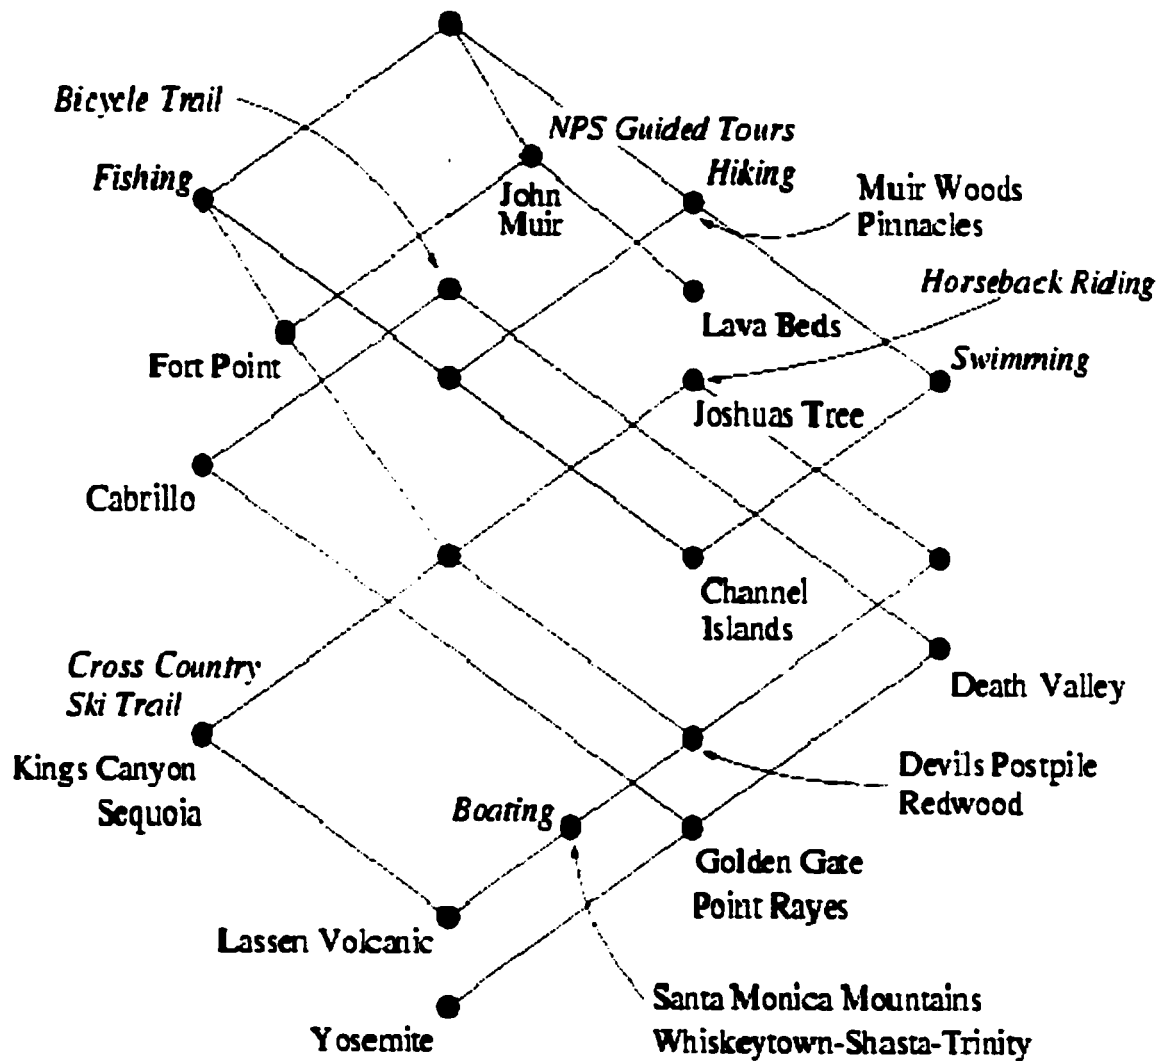 Bicycle Trail
NPS Guided Tours
Fishing
Hiking
John
Muir
Muir Woods
Pinnacles
Horseback Riding
Lava Beds
Fort Point
Swimming
Joshuas Tree
Cabrillo
Channel
Islands
Cross Country
Ski Trail
Death Valley
Kings Canyon
Sequoia
Devils Postpile
Redwood
Boating
Golden Gate
Point Rayes
Lassen Volcanic
Santa Monica Mountains
Yosemite
Whiskeytown-Shasta-Trinity